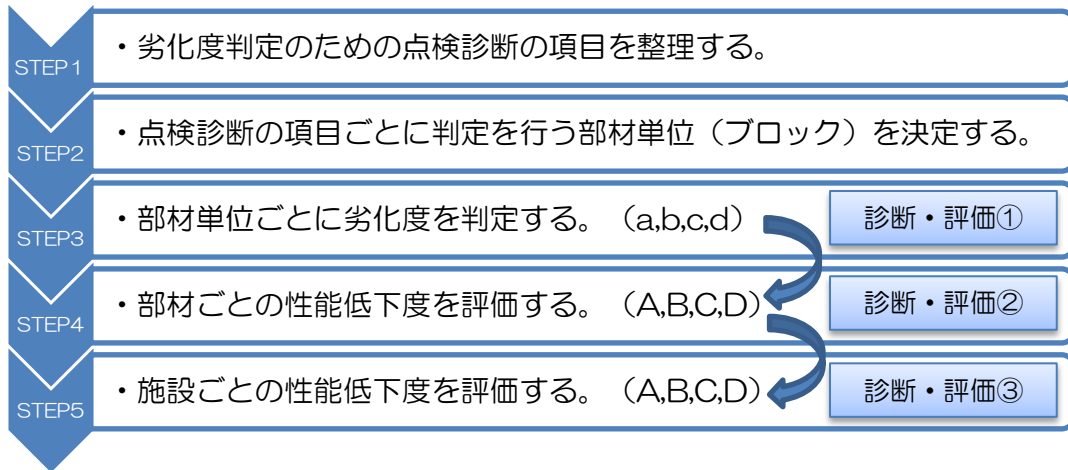 STEP1
・劣化度判定のための点検診断の項目を整理する。
STEP2
・点検診断の項目ごとに判定を行う部材単位（ブロック）を決定する。
STEP3
・部材単位ごとに劣化度を判定する。（a,b,c,d）
診断・評価①
STEP4
・部材ごとの性能低下度を評価する。（A,B,C,D）
診断・評価②
STEP5
・施設ごとの性能低下度を評価する。（A,B,C,D）
診断・評価③